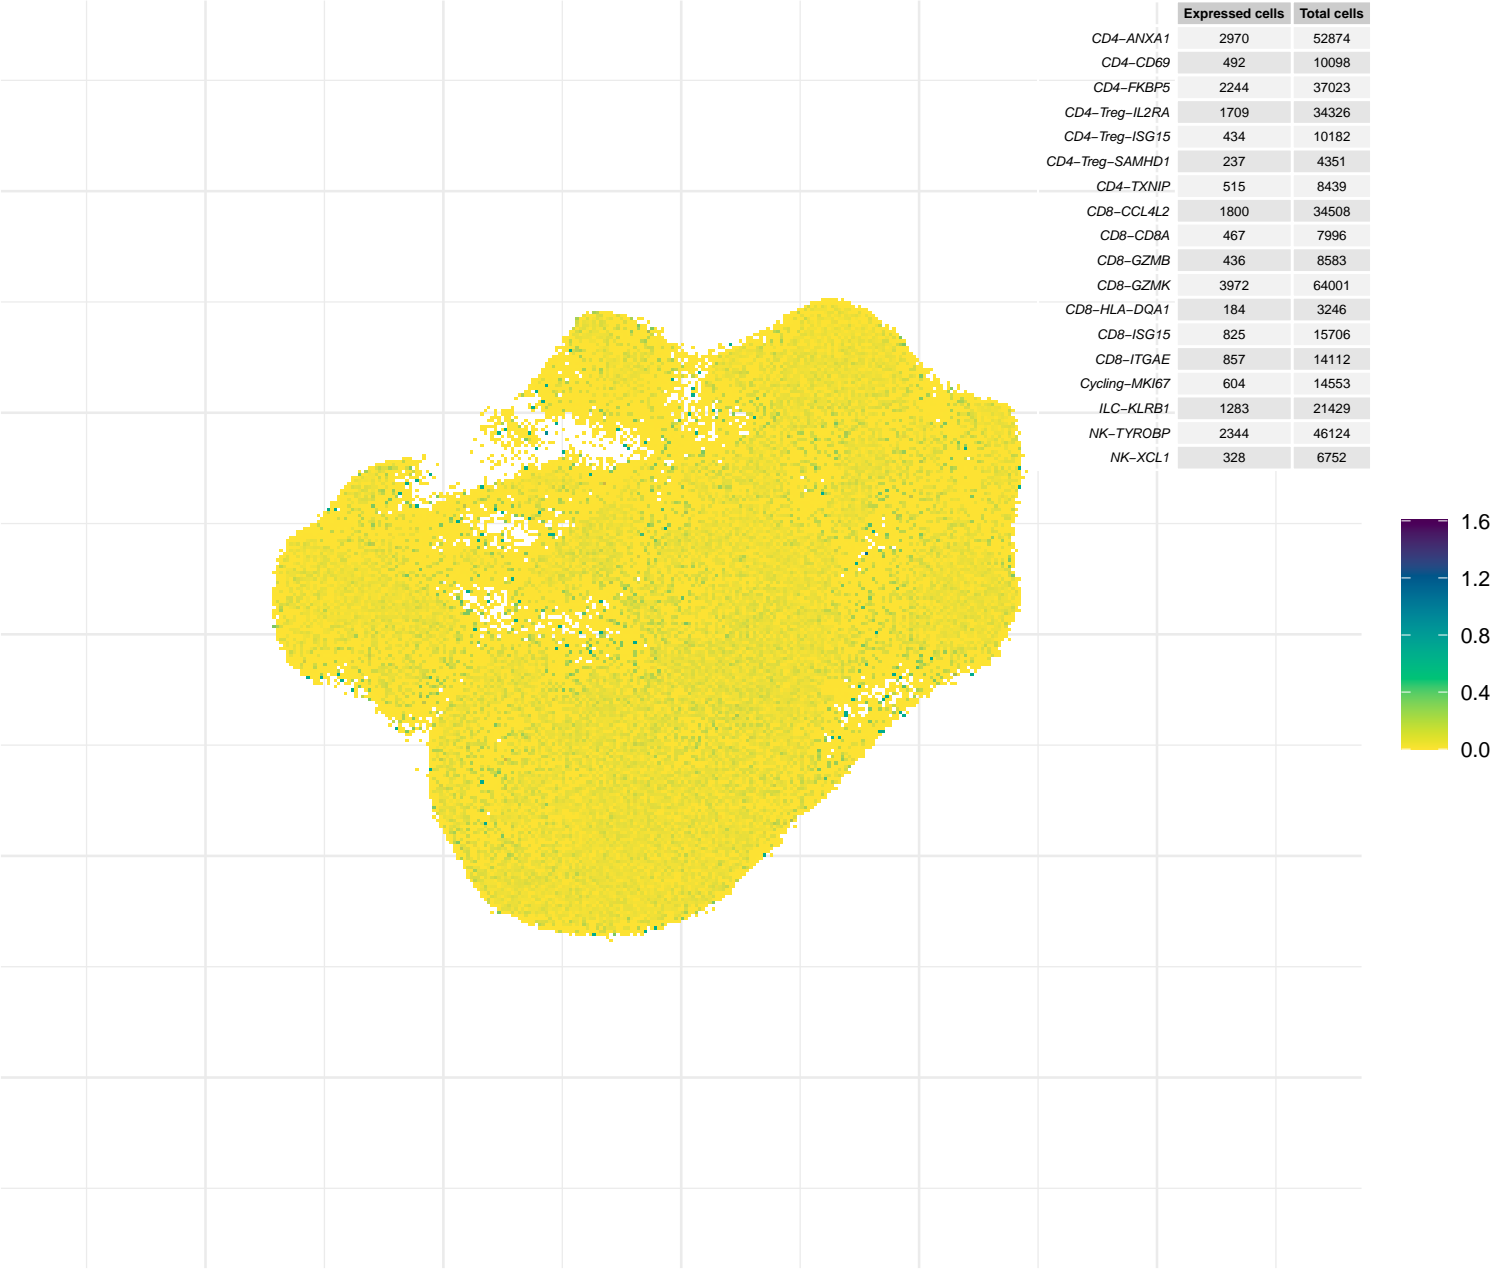 Expressed cells Total cells
CD4−ANXA1 2970 52874
CD4−CD69 492 10098
CD4−FKBP5 2244 37023
CD4−Treg−IL2RA 1709 34326
CD4−Treg−ISG15 434 10182
CD4−Treg−SAMHD1 237 4351
CD4−TXNIP 515 8439
CD8−CCL4L2 1800 34508
CD8−CD8A 467 7996
CD8−GZMB 436 8583
CD8−GZMK 3972 64001
CD8−HLA−DQA1 184 3246
CD8−ISG15 825 15706
CD8−ITGAE 857 14112
Cycling−MKI67 604 14553
ILC−KLRB1 1283 21429
NK−TYROBP 2344 46124
NK−XCL1 328 6752
1.6
1.2
0.8
0.4
0.0